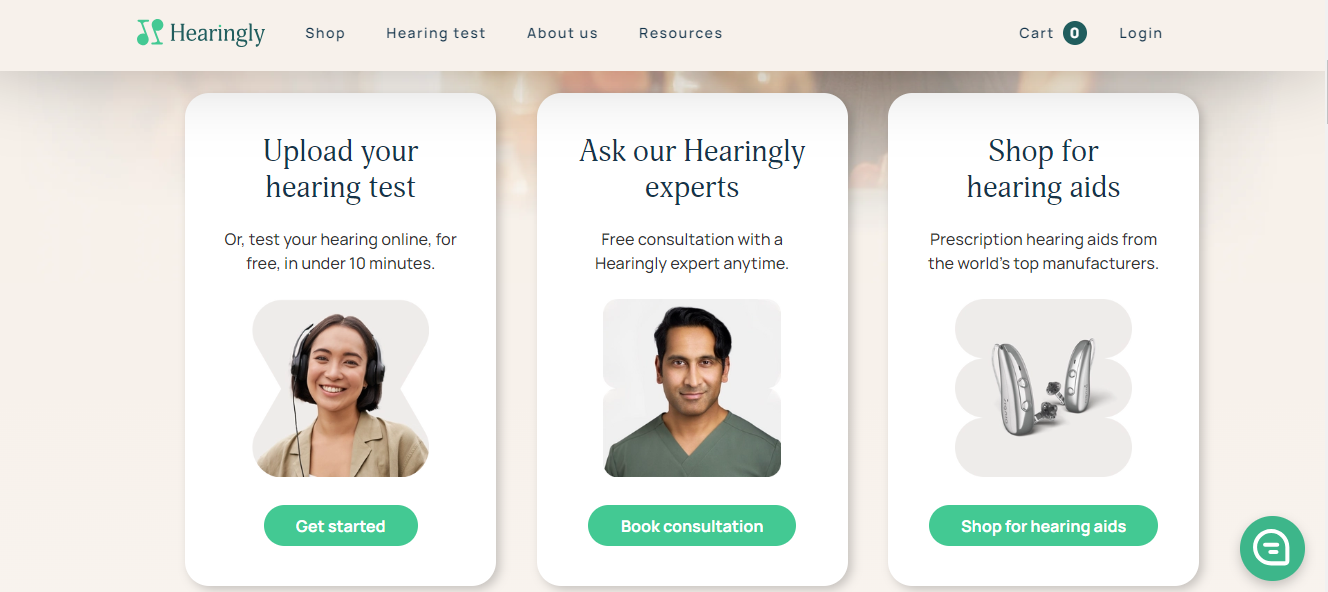 Hearingly
Shop
Hearing test
About us
Resources
Cart 0
Login
Upload your
hearing test
Or, test your hearing online, for
free, in under 10 minutes.
Get started
Ask our Hearingly
experts
Free consultation with a
Hearingly expert anytime.
Book consultation
Shop for
hearing aids
Prescription hearing aids from
the world's top manufacturers.
Shop for hearing aids